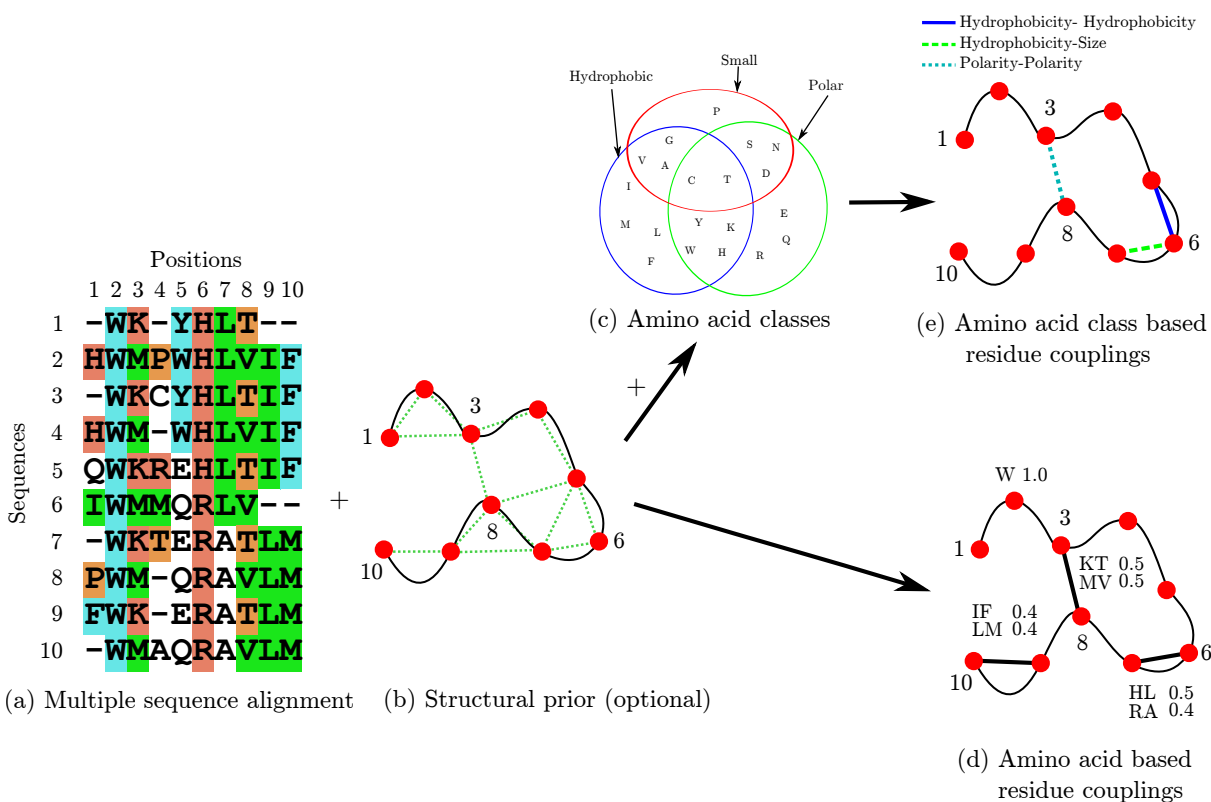 Hydrophobicity- Hydrophobicity
Hydrophobicity-Size
Polarity-Polarity
Small
Hydrophobic
Polar
P
G
S
N
V
A
I
C
T
D
M
L
F
Y
K
W
H
E
Q
R
(c) Amino acid classes
1
3
6
8
10
(e) Amino acid class based
residue couplings
Positions
1 2 3 4 5 6 7 8 9 10
Sequences
1 -WK-YHLT--
2 HWMPWHLVIF
3 -WKCYHLTIF
4 HWM-WHLVIF
5 QWKREHLTIF
6 IWMMQRLV--
7 -WKTERATLM
8 PWM-QRAVLM
9 FWK-ERATLM
10 -WMAQRAVLM
(a) Multiple sequence alignment
+
1
3
6
8
10
(b) Structural prior (optional)
+
W 1.0
1
3
KT 0.5
MV 0.5
IF 0.4
LM 0.4
8
6
10
HL 0.5
RA 0.4
(d) Amino acid based
residue couplings